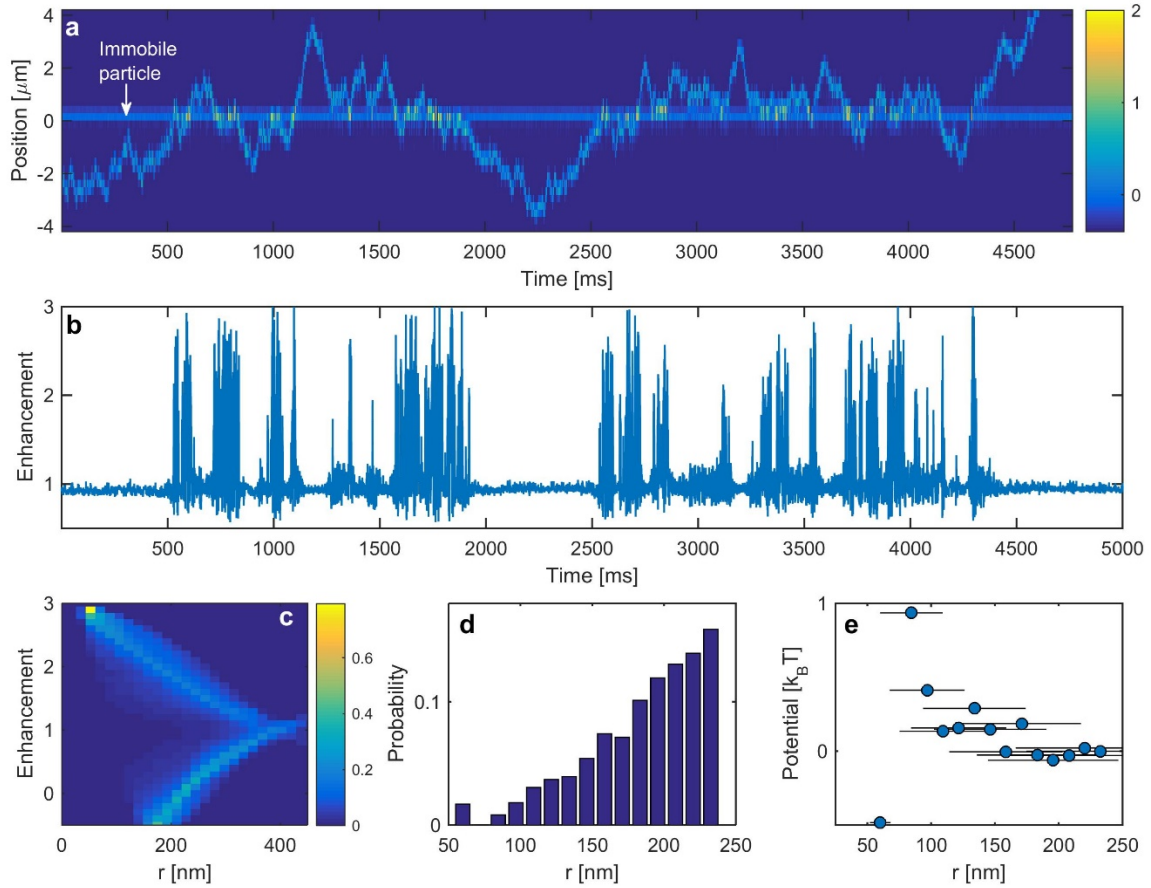 a
Immobile
particle
Position [μm]
4
2
0
-2
-4
500 1000 1500 2000 2500 3000 3500 4000 4500
Time [ms]
2
1
0
b
Enhancement
3
2
1
500 1000 1500 2000 2500 3000 3500 4000 4500 5000
Time [ms]
c
Enhancement
3
2
1
0
0 200 400
r [nm]
0.6
0.4
0.2
0
d
Probability
0.1
0
50 100 150 200 250
r [nm]
e
Potential [kBT]
1
0
50 100 150 200 250
r [nm]